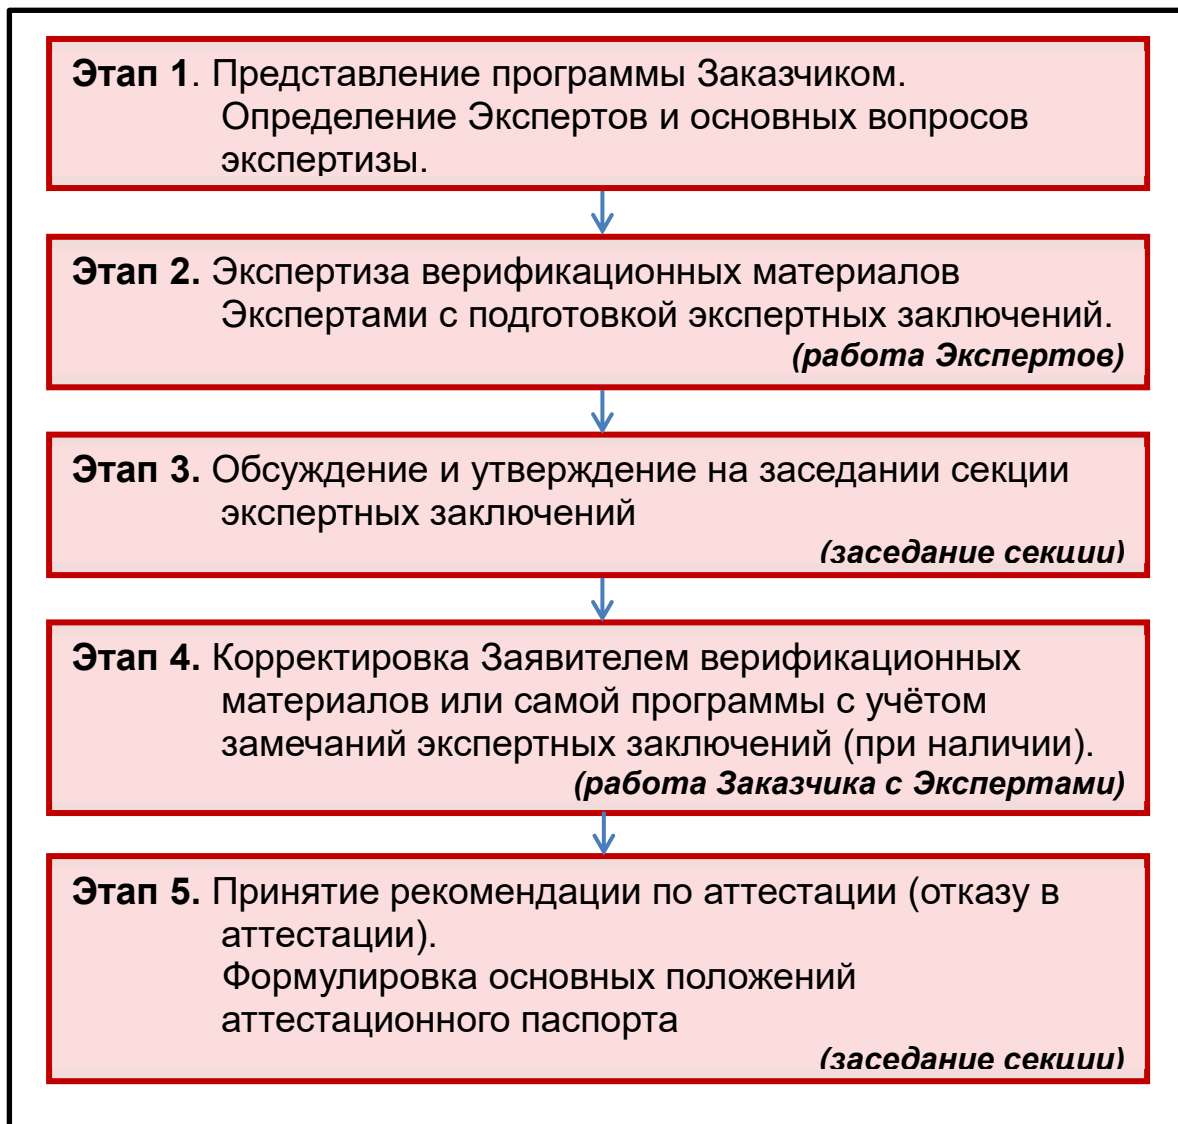 Этап 1. Представление программы Заказчиком.
Определение Экспертов и основных вопросов
экспертизы.
Этап 2. Экспертиза верификационных материалов
Экспертами с подготовкой экспертных заключений.
(работа Экспертов)
Этап 3. Обсуждение и утверждение на заседании секции
экспертных заключений
(заседание секции)
Этап 4. Корректировка Заявителем верификационных
материалов или самой программы с учётом
замечаний экспертных заключений (при наличии).
(работа Заказчика с Экспертами)
Этап 5. Принятие рекомендации по аттестации (отказу в
аттестации).
Формулировка основных положений
аттестационного паспорта
(заседание секции)